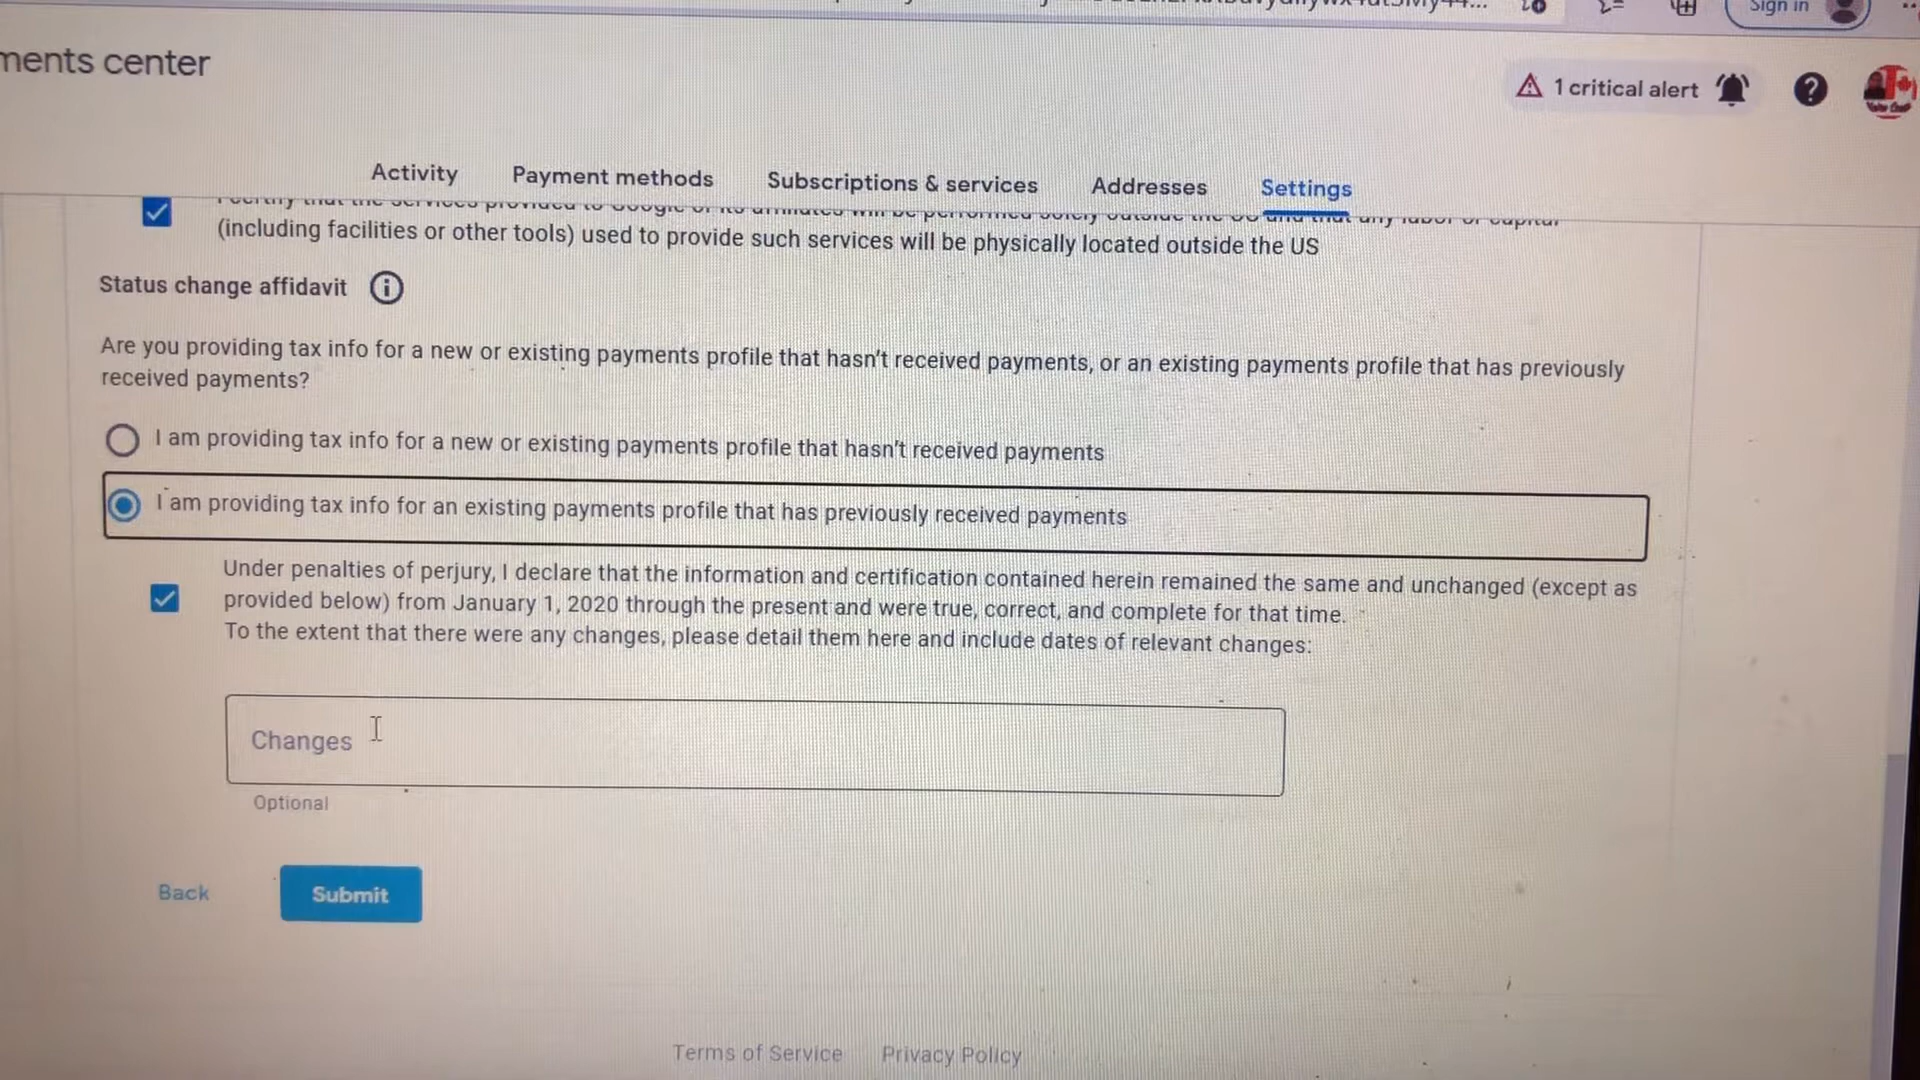 Sign in
ments center
1 critical alert
Activity Payment methods Subscriptions & services Addresses Settings
(including facilities or other tools) used to provide such services will be physically located outside the US
Status change affidavit
Are you providing tax info for a new or existing payments profile that hasn't received payments, or an existing payments profile that has previously
received payments?
I am providing tax info for a new or existing payments profile that hasn't received payments
I am providing tax info for an existing payments profile that has previously received payments
Under penalties of perjury, I declare that the information and certification contained herein remained the same and unchanged (except as
provided below) from January 1, 2020 through the present and were true, correct, and complete for that time.
To the extent that there were any changes, please detail them here and include dates of relevant changes:
Changes
Optional
Back Submit
Terms of Service Privacy Policy